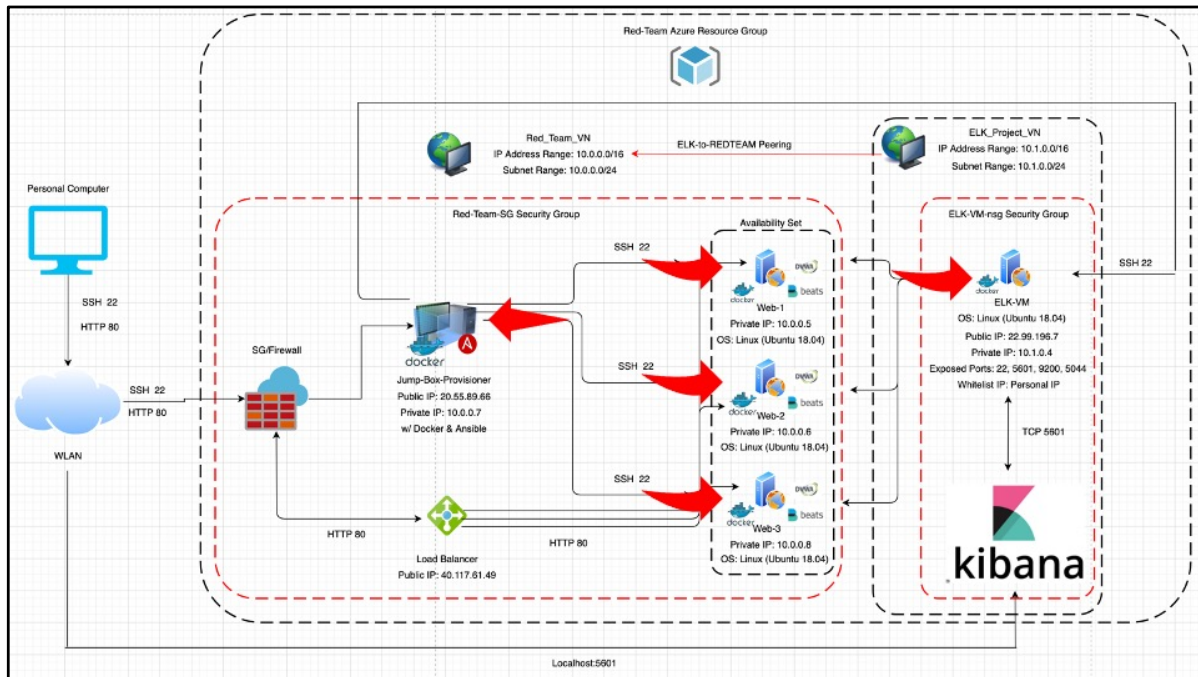 Red-Team Azure Resource Group
Red_Team_VN
IP Address Range: 10.0.0.0/16
Subnet Range: 10.0.0.0/24
ELK-to-REDTEAM Peering
ELK_Project_VN
IP Address Range: 10.1.0.0/16
Subnet Range: 10.1.0.0/24
Personal Computer
SSH 22
HTTP 80
WLAN
SSH 22
HTTP 80
Red-Team-SG Security Group
SG/Firewall
docker
A
Jump-Box-Provisioner
Public IP: 20.55.89.66
Private IP: 10.0.0.7
w/ Docker & Ansible
HTTP 80
Load Balancer
Public IP: 40.117.61.49
HTTP 80
SSH 22
SSH 22
SSH 22
Availability Set
DVWA
docker
beats
Web-1
Private IP: 10.0.0.5
OS: Linux (Ubuntu 18.04)
docker
beats
Web-2
Private IP: 10.0.0.6
OS: Linux (Ubuntu 18.04)
DVWA
docker
beats
Web-3
Private IP: 10.0.0.8
OS: Linux (Ubuntu 18.04)
ELK-VM-nsg Security Group
SSH 22
docker
ELK-VM
OS: Linux (Ubuntu 18.04)
Public IP: 22.99.196.7
Private IP: 10.1.0.4
Exposed Ports: 22, 5601, 9200, 5044
Whitelist IP: Personal IP
TCP 5601
kibana
Localhost:5601